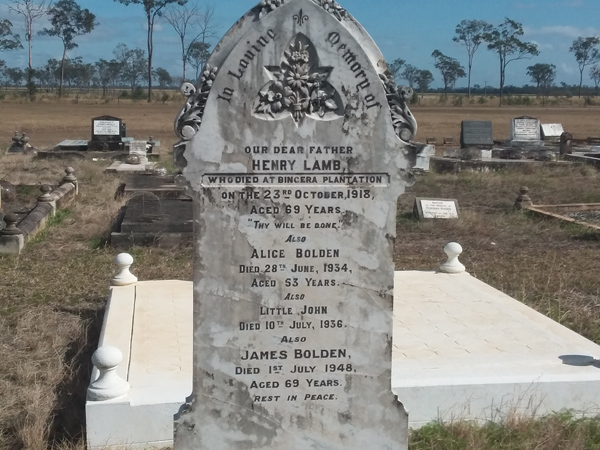 In Loving Memory of
OUR DEAR FATHER
HENRY LAMB,
WHO DIED AT BINGERA PLANTATION
ON THE 23RD OCTOBER, 1918,
AGED 69 YEARS.
"THY WILL BE DONE."
ALSO
ALICE BOLDEN
DIED 28TH JUNE, 1934,
AGED 53 YEARS.
ALSO
LITTLE JOHN
DIED 10TH JULY, 1936.
ALSO
JAMES BOLDEN,
DIED 1ST JULY 1948,
AGED 69 YEARS.
REST IN PEACE.